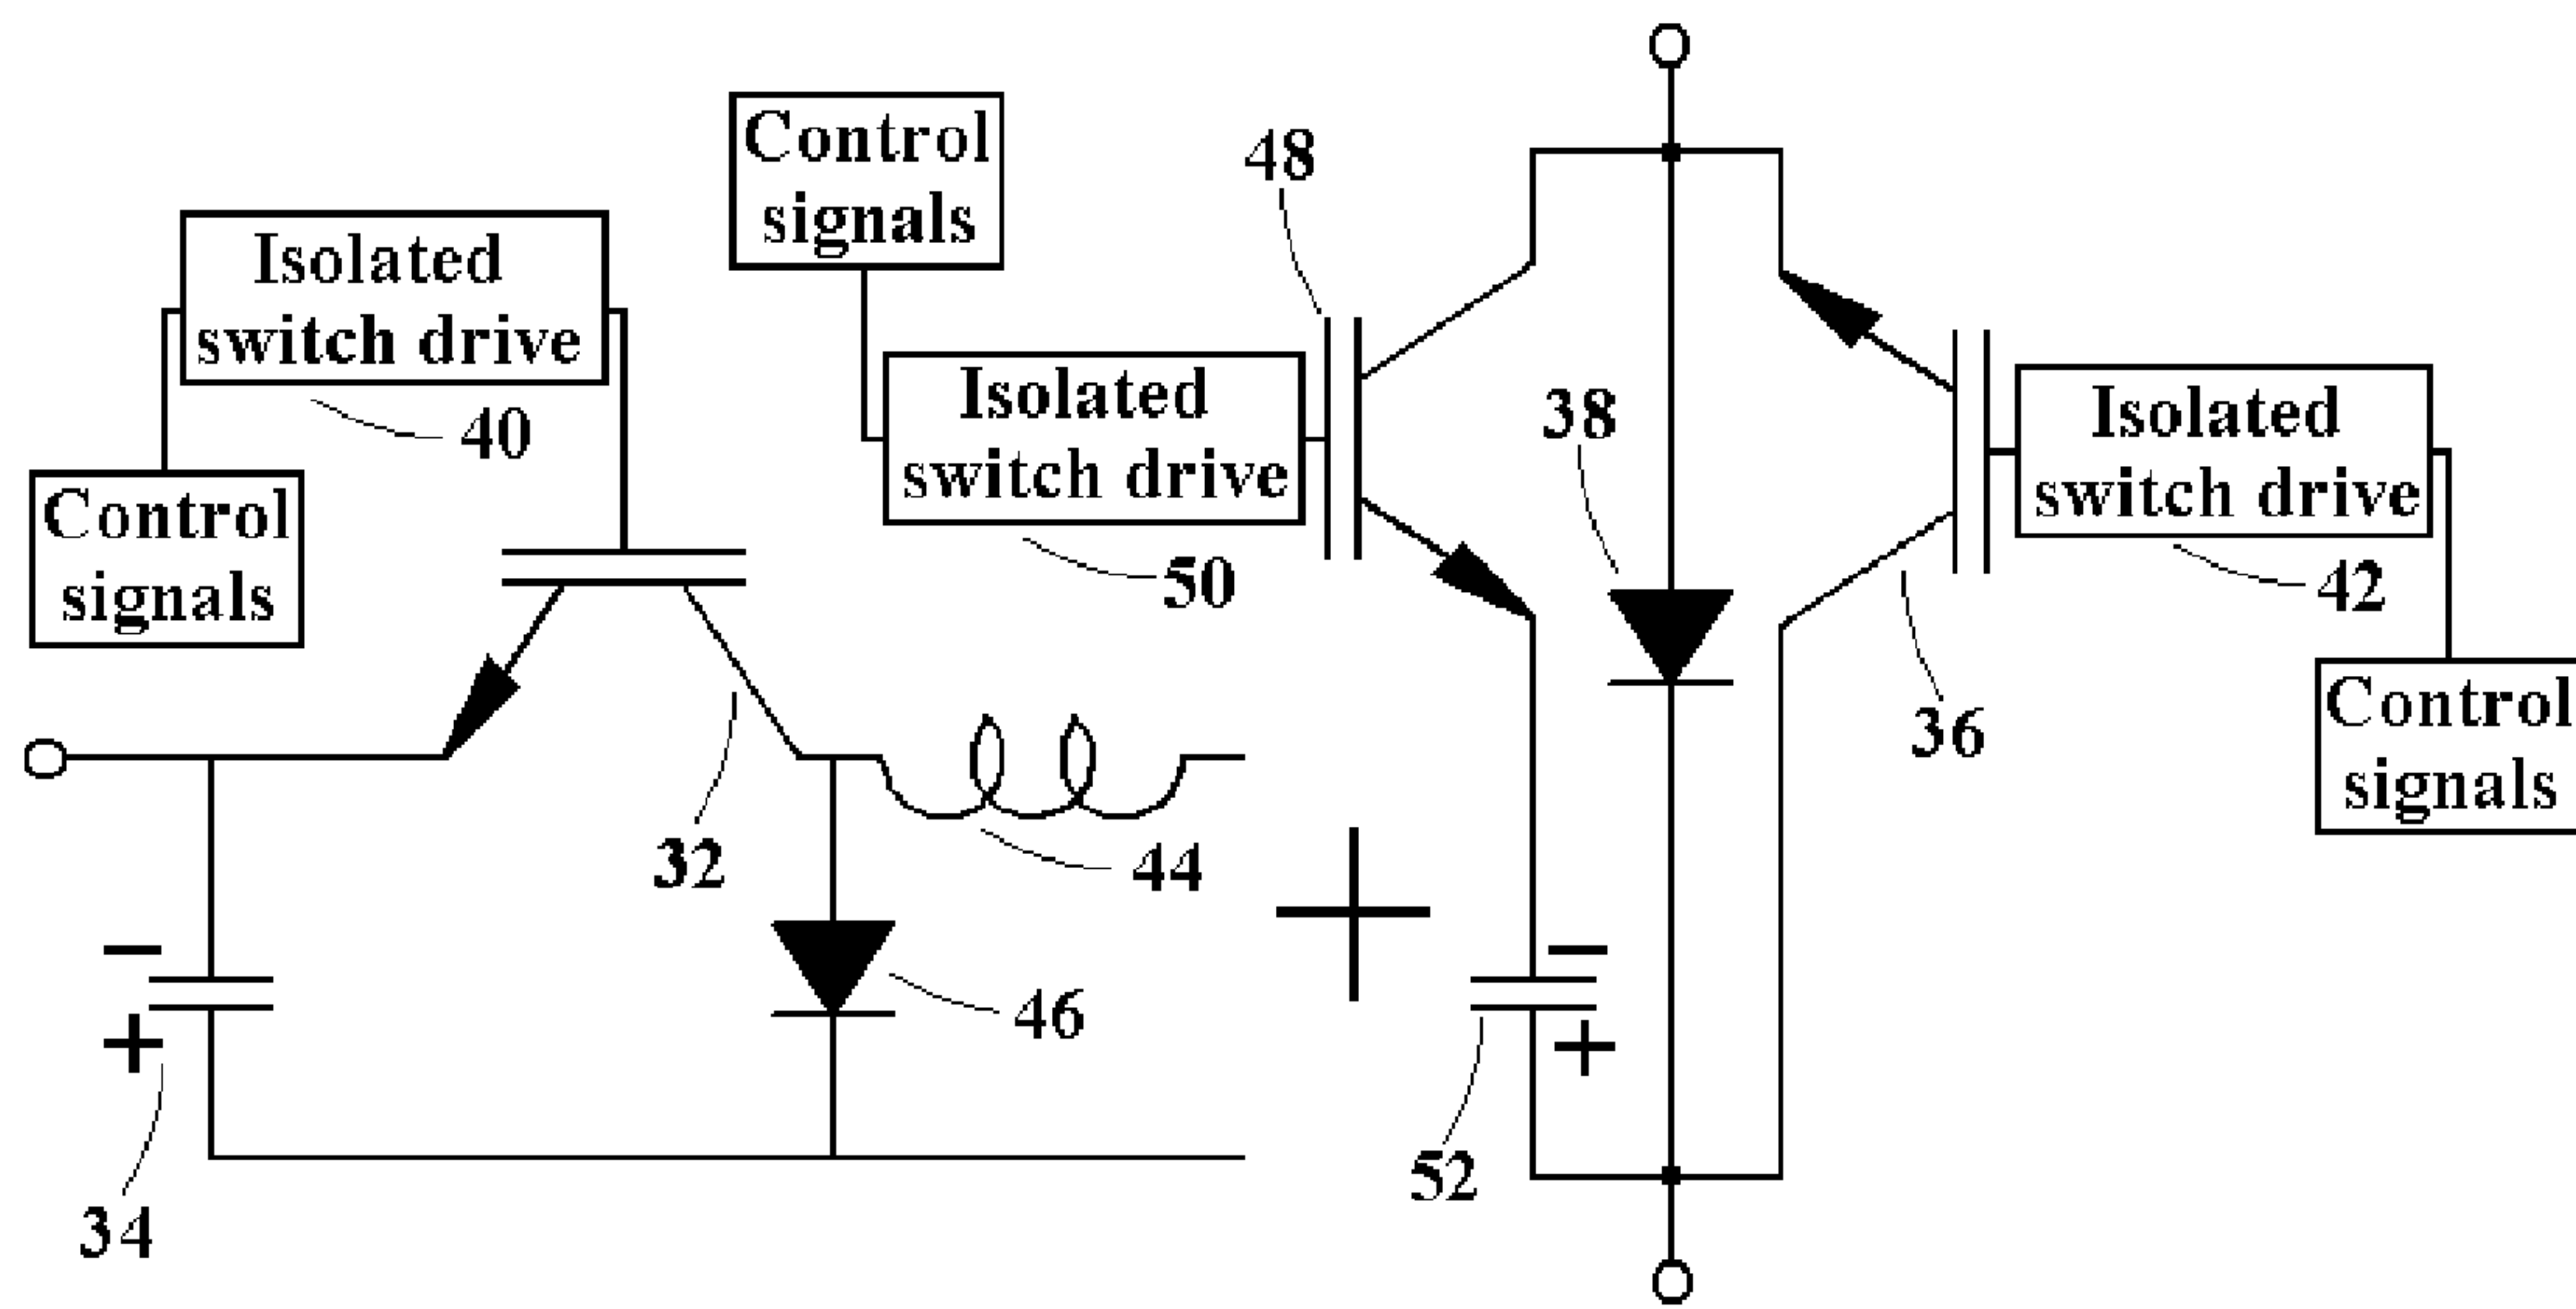 Control
signals
48
Isolated
switch drive
40
Isolated
switch drive
38
Isolated
switch drive
Control
signals
50
42
36
Control
signals
32
44
−
−
46
+
+
+
52
34